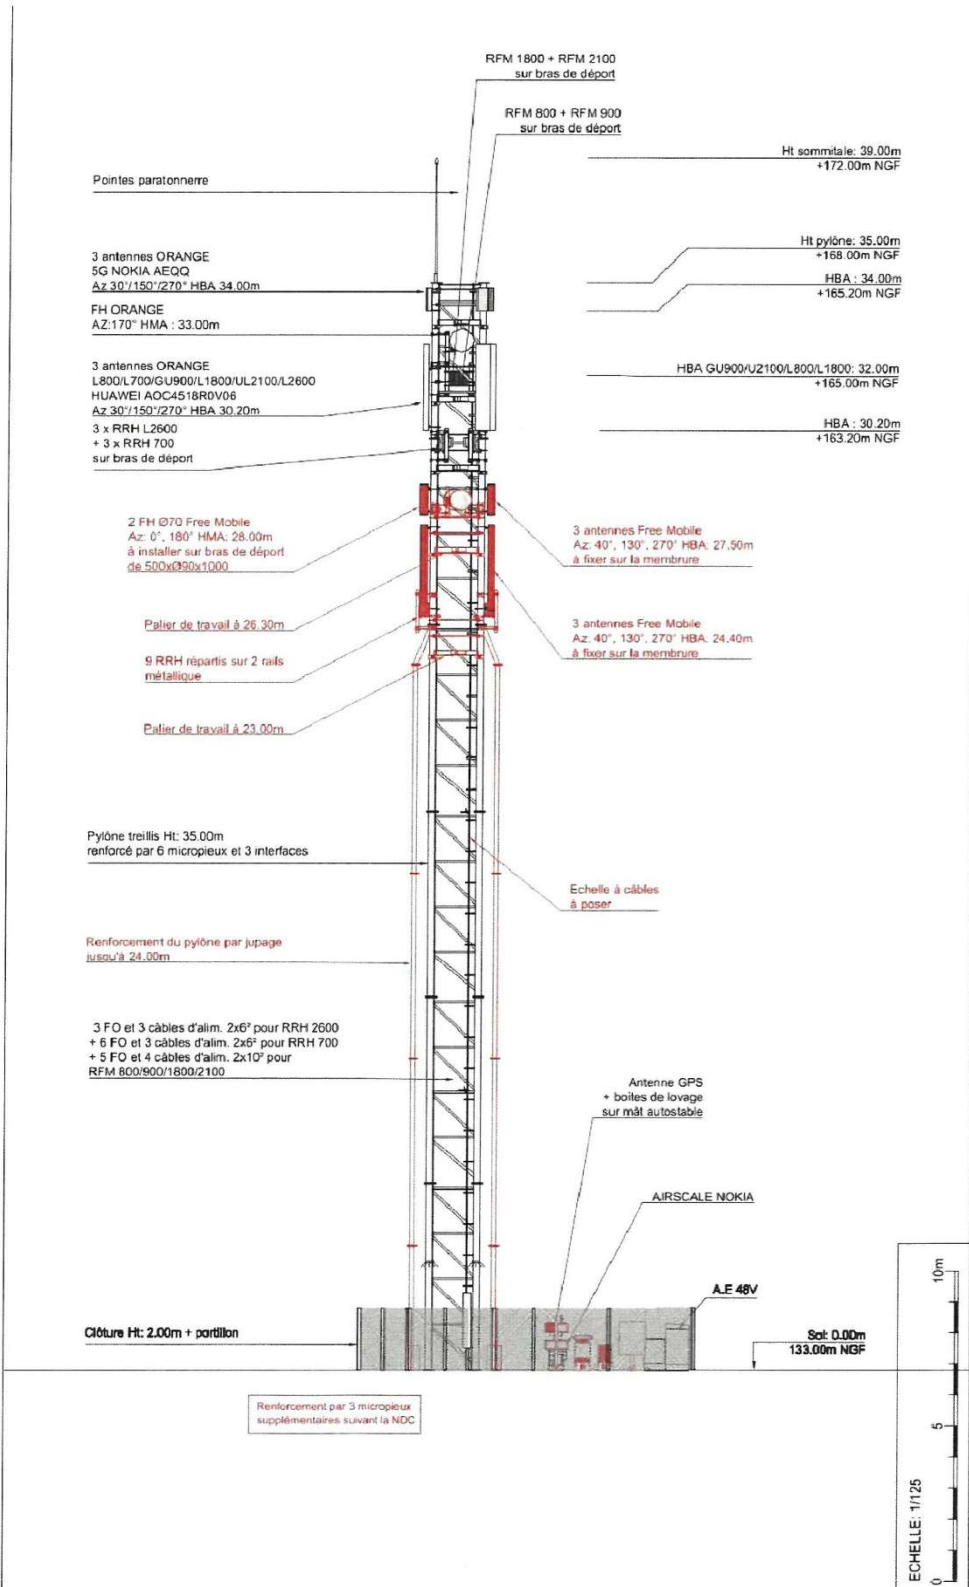 RFM 1800 + RFM 2100
sur bras de déport
RFM 800 + RFM 900
sur bras de déport
Ht sommitale: 39.00m
+172.00m NGF
Pointes paratonnerre
Ht pylône: 35.00m
+168.00m NGF
3 antennes ORANGE
5G NOKIA AEQQ
Az 30°/150°/270° HBA 34.00m
HBA : 34.00m
+165.20m NGF
FH ORANGE
AZ:170° HMA : 33.00m
3 antennes ORANGE
L800/L700/GU900/L1800/UL2100/L2600
HUAWEI AOC4518R0V06
Az 30°/150°/270° HBA 30.20m
HBA GU900/U2100/L800/L1800: 32.00m
+165.00m NGF
3 x RRH L2600
+ 3 x RRH 700
sur bras de déport
HBA : 30.20m
+163.20m NGF
2 FH Ø70 Free Mobile
Az: 0°, 180° HMA: 28.00m
à installer sur bras de déport
de 500xØ90x1000
3 antennes Free Mobile
Az: 40°, 130°, 270° HBA: 27.50m
à fixer sur la membrure
Palier de travail à 26.30m
3 antennes Free Mobile
Az: 40°, 130°, 270° HBA: 24.40m
à fixer sur la membrure
9 RRH répartis sur 2 rails
métallique
Palier de travail à 23.00m
Pylône treillis Ht: 35.00m
renforcé par 6 micropieux et 3 interfaces
Echelle à câbles
à poser
Renforcement du pylône par jupage
jusqu'à 24.00m
3 FO et 3 câbles d'alim. 2x6² pour RRH 2600
+ 6 FO et 3 câbles d'alim. 2x6² pour RRH 700
+ 5 FO et 4 câbles d'alim. 2x10² pour
RFM 800/900/1800/2100
Antenne GPS
+ boites de lovage
sur mât autostable
AIRSCALE NOKIA
A.E 48V
Clôture Ht: 2.00m + portillon
Sol: 0.00m
133.00m NGF
Renforcement par 3 micropieux
supplémentaires suivant la NDC
10m
5
0
ECHELLE: 1/125